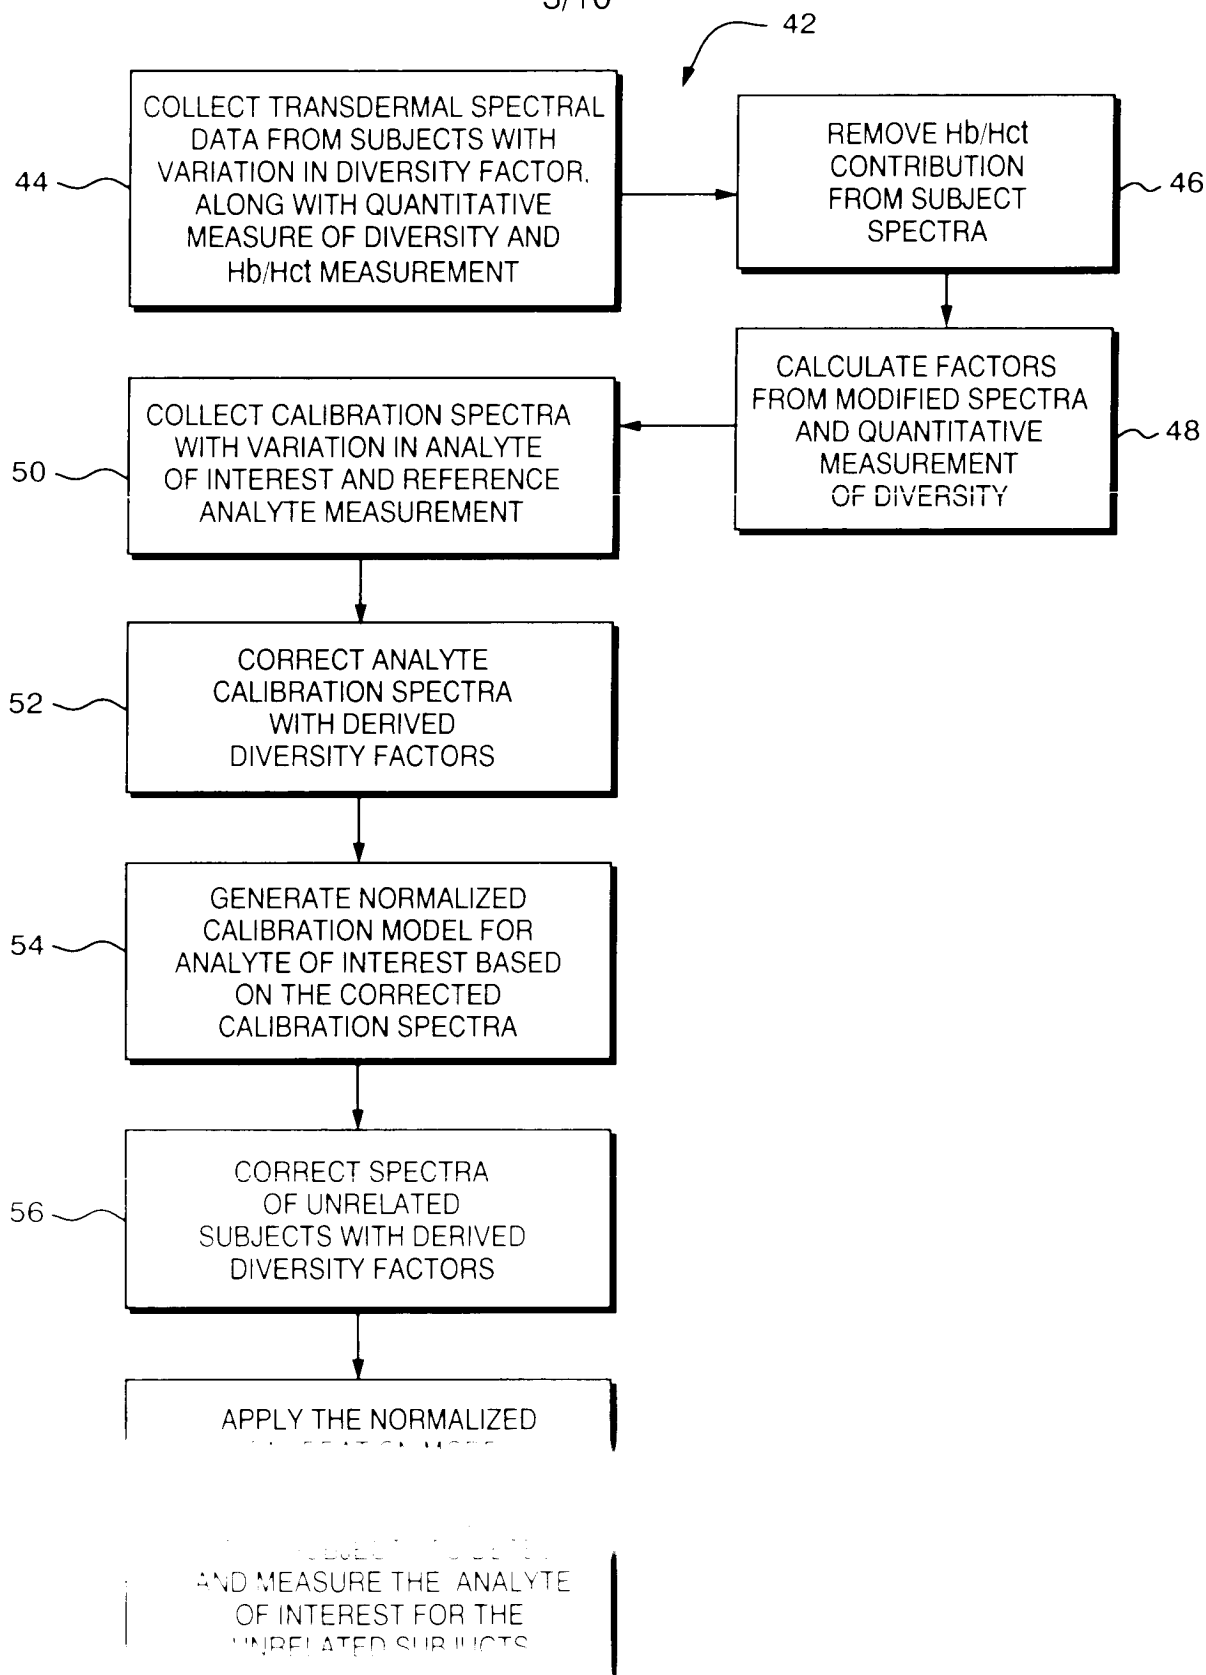 42
COLLECT TRANSDERMAL SPECTRAL
DATA FROM SUBJECTS WITH
VARIATION IN DIVERSITY FACTOR,
ALONG WITH QUANTITATIVE
MEASURE OF DIVERSITY AND
Hb/Hct MEASUREMENT
44
REMOVE Hb/Hct
CONTRIBUTION
FROM SUBJECT
SPECTRA
46
CALCULATE FACTORS
FROM MODIFIED SPECTRA
AND QUANTITATIVE
MEASUREMENT
OF DIVERSITY
48
COLLECT CALIBRATION SPECTRA
WITH VARIATION IN ANALYTE
OF INTEREST AND REFERENCE
ANALYTE MEASUREMENT
50
CORRECT ANALYTE
CALIBRATION SPECTRA
WITH DERIVED
DIVERSITY FACTORS
52
GENERATE NORMALIZED
CALIBRATION MODEL FOR
ANALYTE OF INTEREST BASED
ON THE CORRECTED
CALIBRATION SPECTRA
54
CORRECT SPECTRA
OF UNRELATED
SUBJECTS WITH DERIVED
DIVERSITY FACTORS
56
APPLY THE NORMALIZED
AND MEASURE THE ANALYTE
OF INTEREST FOR THE
UNRELATED SUBJECTS